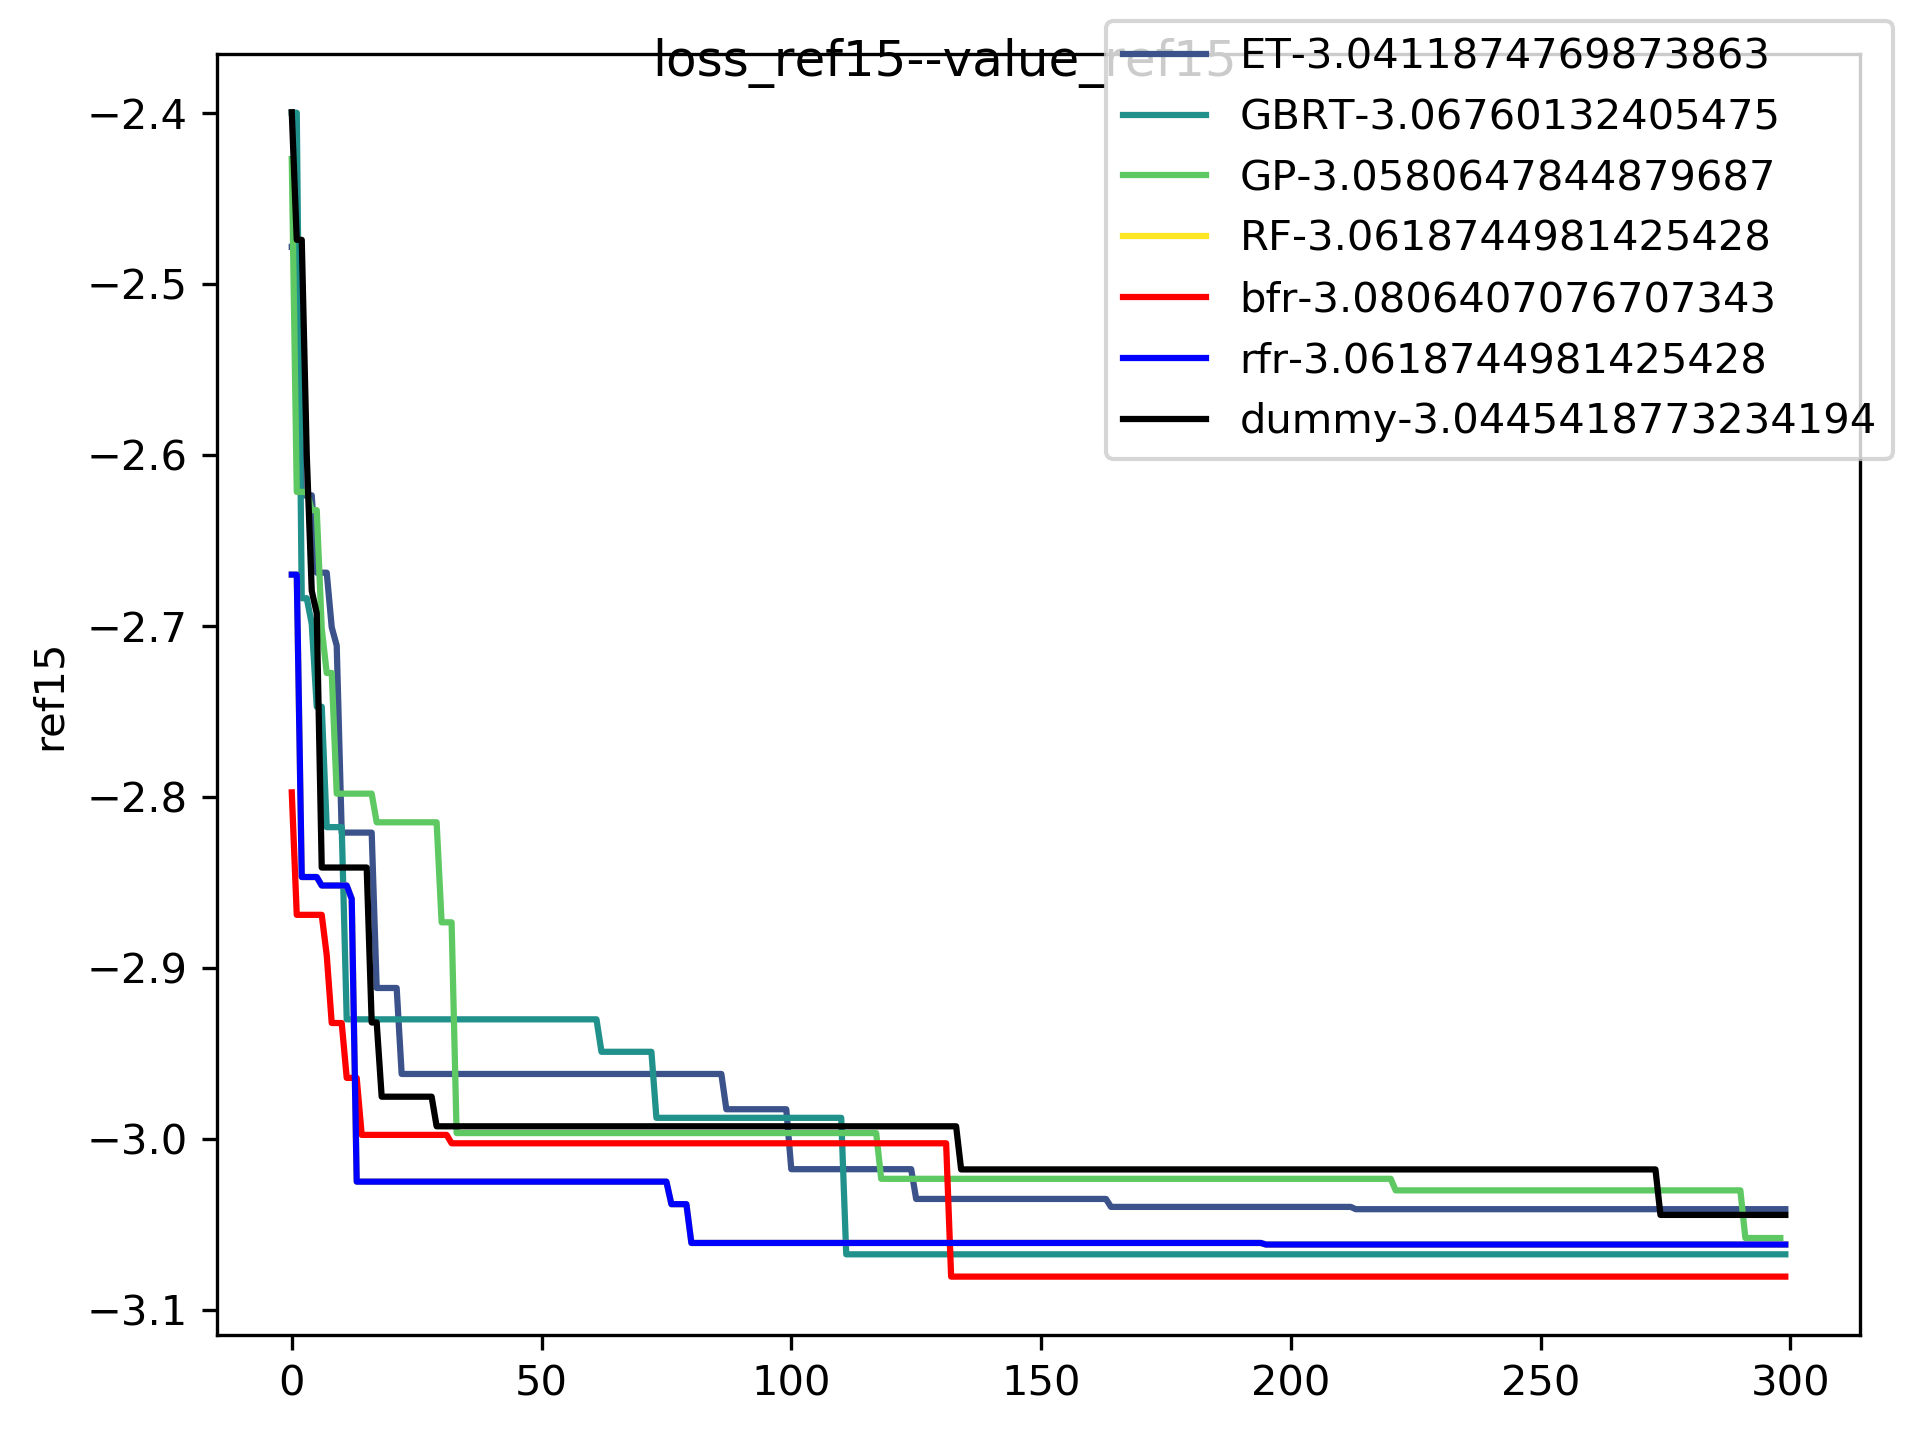 loss_ref15--value_ref15
ET-3.0411874769873863
GBRT-3.06760132405475
GP-3.0580647844879687
RF-3.0618744981425428
bfr-3.0806407076707343
rfr-3.0618744981425428
dummy-3.0445418773234194
−2.4
−2.5
−2.6
−2.7
−2.8
−2.9
−3.0
−3.1
ref15
0 50 100 150 200 250 300